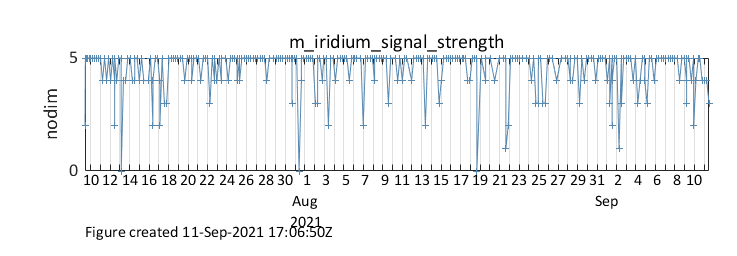 m_iridium_signal_strength
5
nodim
0
10 12 14 16 18 20 22 24 26 28 30 1 3 5 7 9 11 13 15 17 19 21 23 25 27 29 31 2 4 6 8 10
Aug Sep
2021
Figure created 11-Sep-2021 17:06:50Z